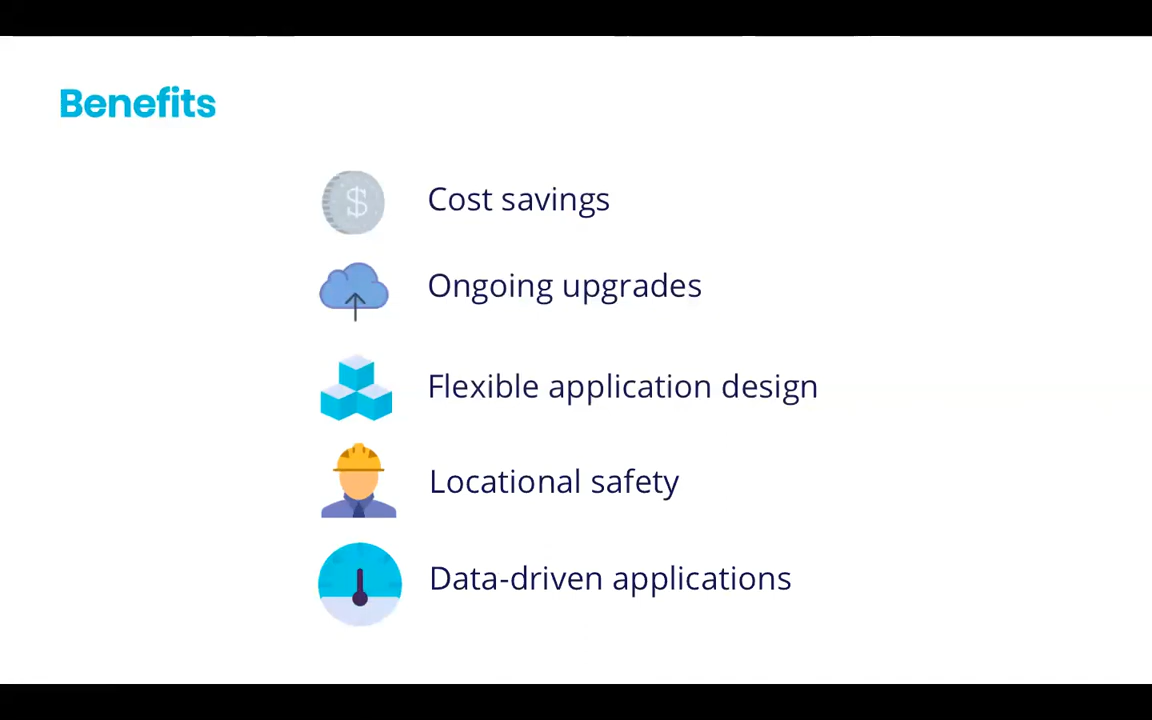 Benefits
$
Cost savings
Ongoing upgrades
Flexible application design
Locational safety
Data-driven applications